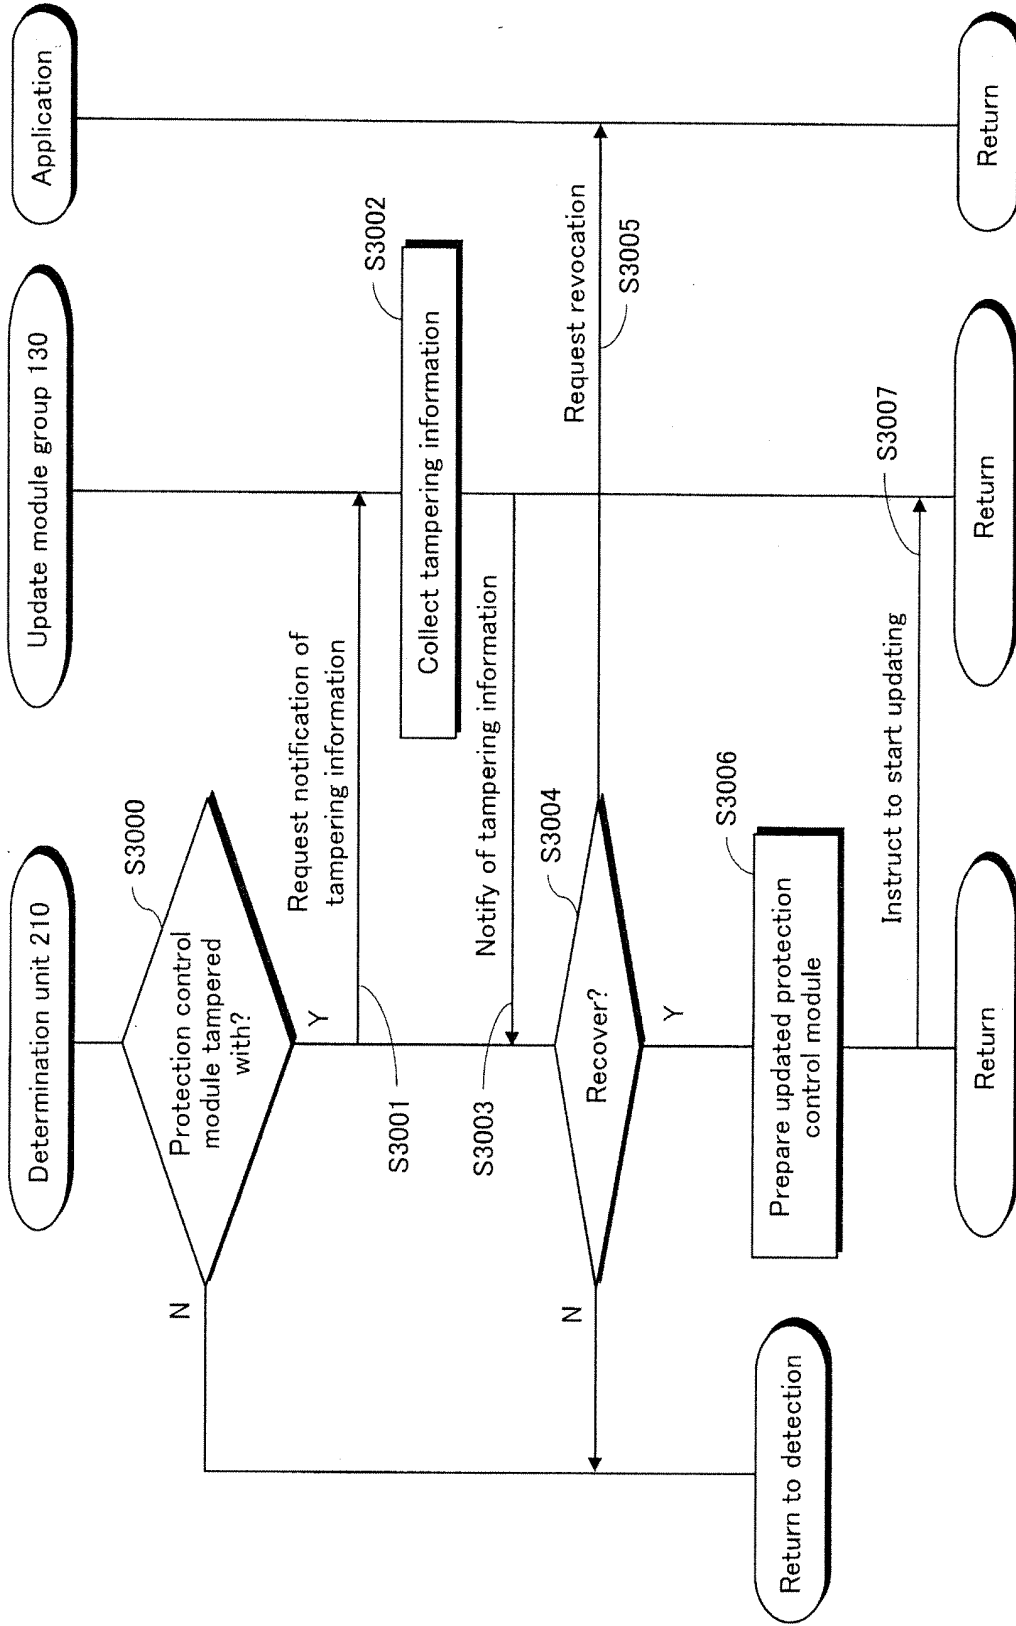 Determination unit 210
Update module group 130
Application
S3000
Protection control
module tampered
with?
N
Y
Request notification of
tampering information
S3001
S3002
Collect tampering information
Notify of tampering information
S3003
S3004
Recover?
N
Y
Request revocation
S3005
S3006
Prepare updated protection
control module
Instruct to start updating
S3007
Return to detection
Return
Return
Return